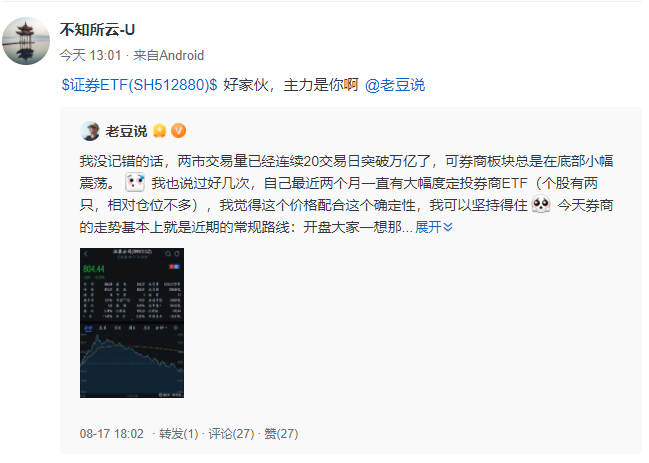 不知所云-U
今天 13:01 · 来自Android
$证券ETF(SH512880)$ 好家伙，主力是你啊 @老豆说
老豆说
我没记错的话，两市交易量已经连续20交易日突破万亿了，可券商板块总是在底部小幅
震荡。 我也说过好几次，自己最近两个月一直有大幅度定投券商ETF（个股有两
只，相对仓位不多），我觉得这个价格配合这个确定性，我可以坚持得住 今天券商
的走势基本上就是近期的常规路线：开盘大家一想那...展开
804.44
08-17 18:02 · 转发(1) · 评论(27) · 赞(27)